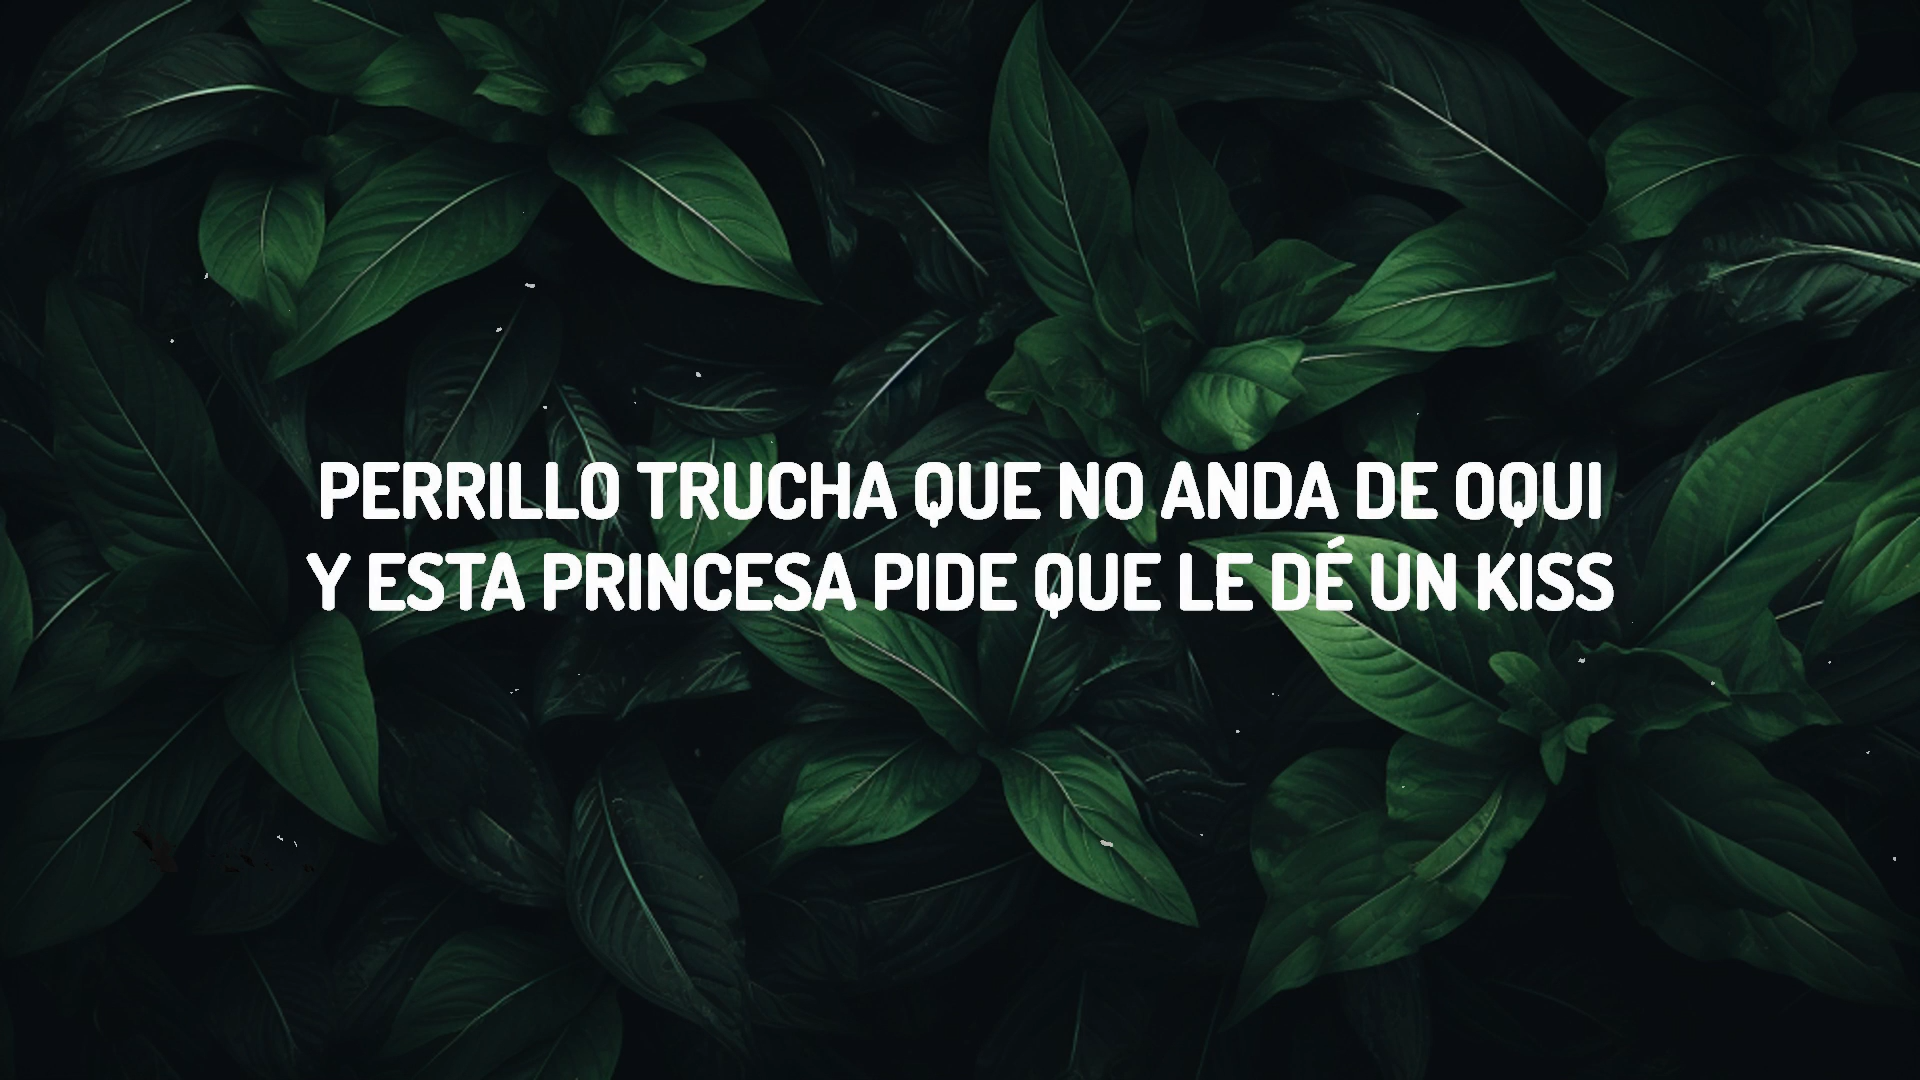 PERRILLO TRUCHA QUE NO ANDA DE OQUI
Y ESTA PRINCESA PIDE QUE LE DÉ UN KISS